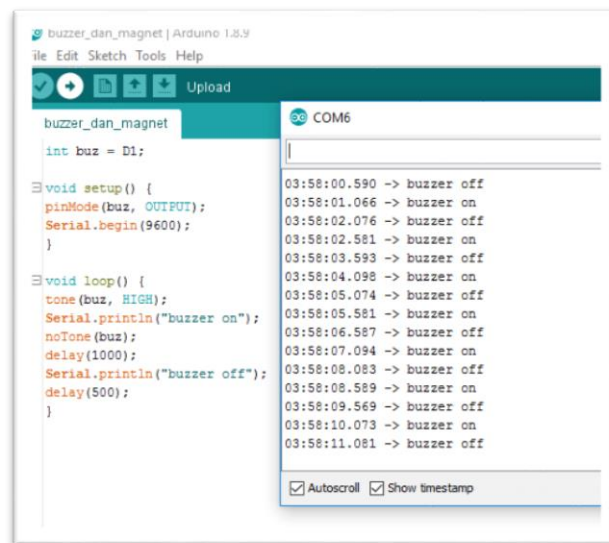 buzzer_dan_magnet | Arduino 1.8.9
ile Edit Sketch Tools Help
Upload
buzzer_dan_magnet
int buz = D1;
void setup() {
pinMode(buz, OUTPUT);
Serial.begin(9600);
}
void loop() {
tone(buz, HIGH);
Serial.println("buzzer on");
noTone(buz);
delay(1000);
Serial.println("buzzer off");
delay(500);
}
COM6
03:58:00.590 -> buzzer off
03:58:01.066 -> buzzer on
03:58:02.076 -> buzzer off
03:58:02.581 -> buzzer on
03:58:03.593 -> buzzer off
03:58:04.098 -> buzzer on
03:58:05.074 -> buzzer off
03:58:05.581 -> buzzer on
03:58:06.587 -> buzzer off
03:58:07.094 -> buzzer on
03:58:08.083 -> buzzer off
03:58:08.589 -> buzzer on
03:58:09.569 -> buzzer off
03:58:10.073 -> buzzer on
03:58:11.081 -> buzzer off
Autoscroll Show timestamp